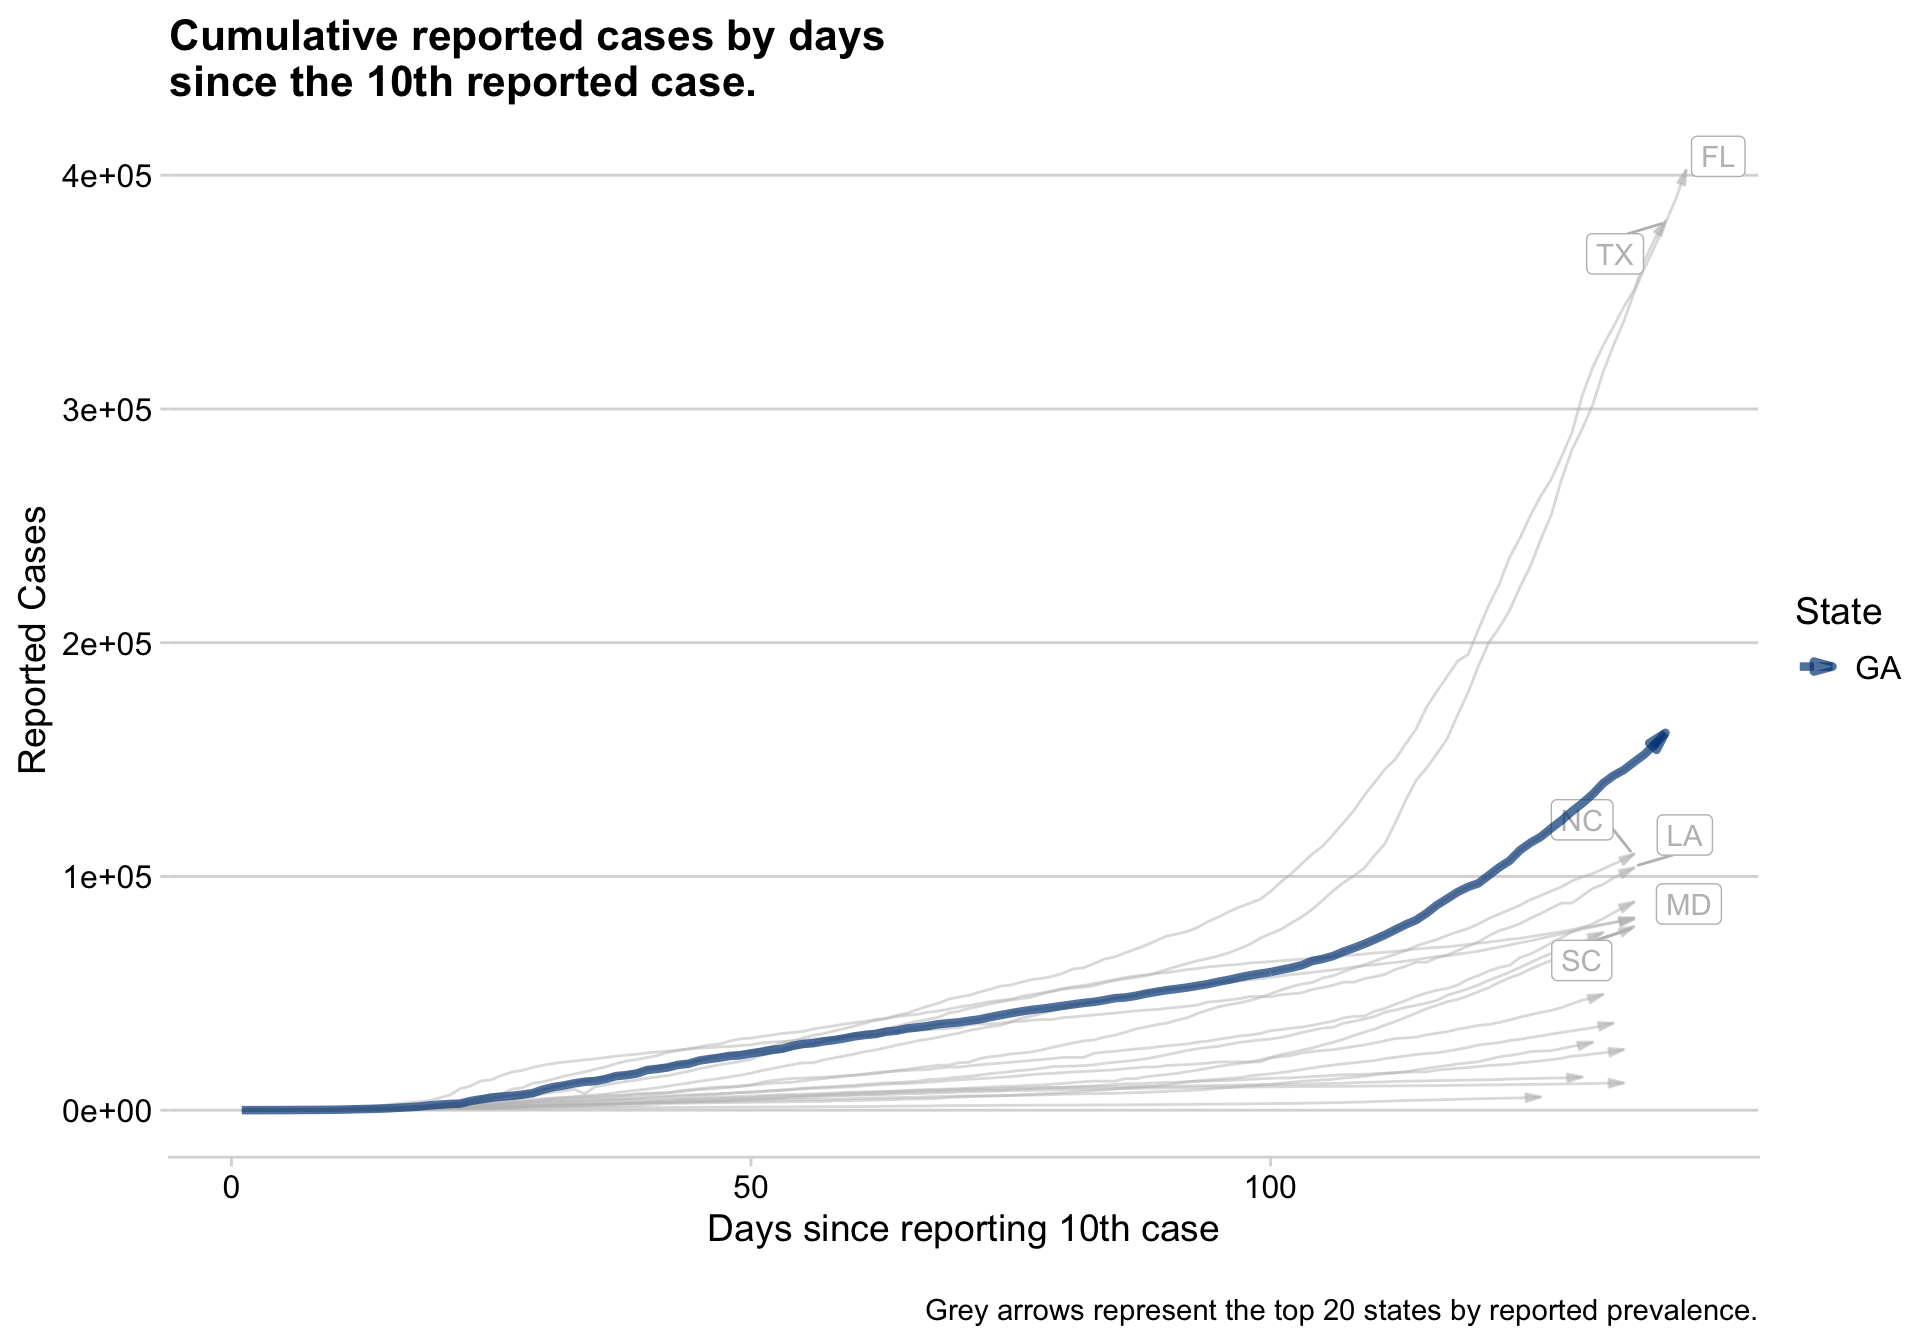 Cumulative reported cases by days
since the 10th reported case.
4e+05
3e+05
2e+05
1e+05
0e+00
Reported Cases
FL
TX
NC
LA
MD
SC
State
GA
0
50
100
Days since reporting 10th case
Grey arrows represent the top 20 states by reported prevalence.